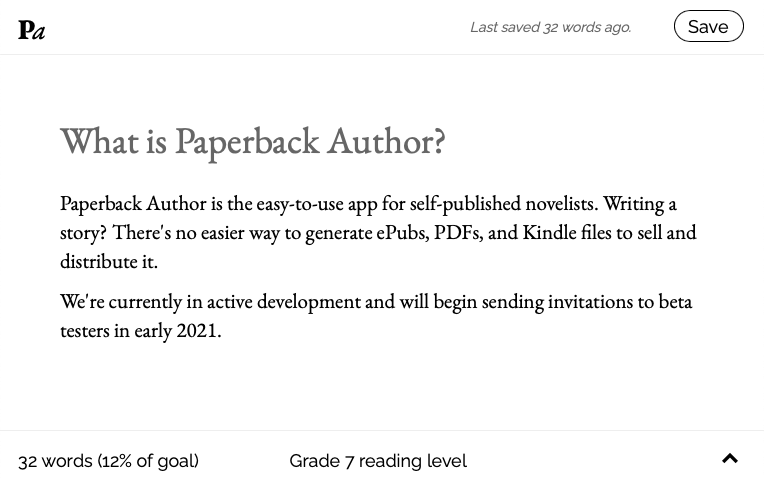 Pa
Last saved 32 words ago.
Save
What is Paperback Author?
Paperback Author is the easy-to-use app for self-published novelists. Writing a
story? There's no easier way to generate ePubs, PDFs, and Kindle files to sell and
distribute it.
We're currently in active development and will begin sending invitations to beta
testers in early 2021.
32 words (12% of goal)
Grade 7 reading level